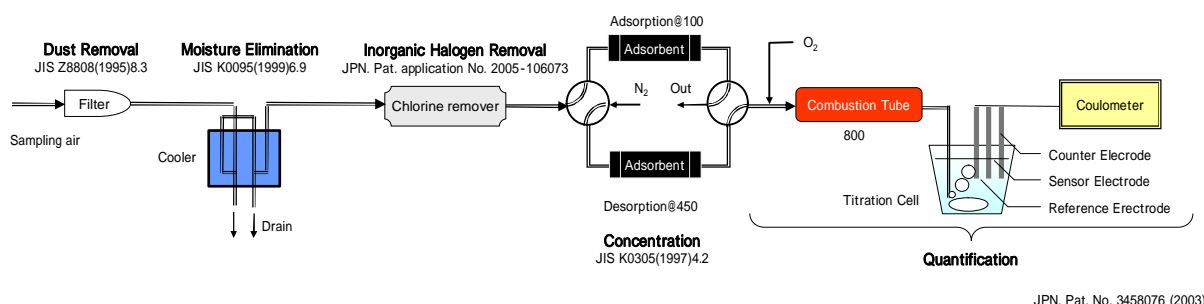 Adsorption@100
Dust Removal
JIS Z8808(1995)8.3
Moisture Elimination
JIS K0095(1999)6.9
Inorganic Halogen Removal
JPN. Pat. application No. 2005-106073
Adsorbent
O2
Filter
Chlorine remover
N2
Out
Combustion Tube
Coulometer
Sampling air
800
Cooler
Adsorbent
Counter Elecrode
Sensor Electrode
Titration Cell
Reference Erectrode
Desorption@450
Drain
Concentration
JIS K0305(1997)4.2
Quantification
JPN. Pat. No. 3458076 (2003)